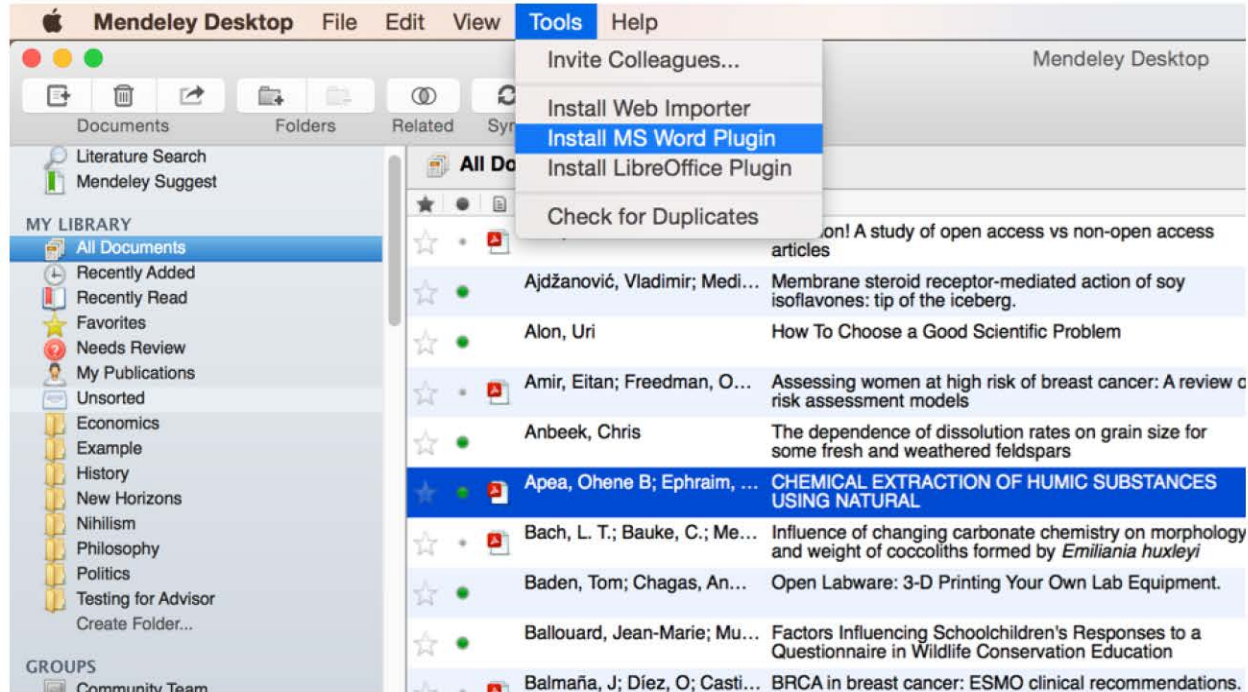 Mendeley Desktop File Edit View Tools Help
Mendeley Desktop
Invite Colleagues...
Install Web Importer
Install MS Word Plugin
Install LibreOffice Plugin
Check for Duplicates
Documents Folders Related
Literature Search
Mendeley Suggest
MY LIBRARY
All Documents
Recently Added
Recently Read
Favorites
Needs Review
My Publications
Unsorted
Economics
Example
History
New Horizons
Nihilism
Philosophy
Politics
Testing for Advisor
Create Folder...
GROUPS
Community Team
All Do
on! A study of open access vs non-open access
articles
Ajdžanović, Vladimir; Medi... Membrane steroid receptor-mediated action of soy
isoflavones: tip of the iceberg.
Alon, Uri How To Choose a Good Scientific Problem
Amir, Eitan; Freedman, O... Assessing women at high risk of breast cancer: A review o
risk assessment models
Anbeek, Chris The dependence of dissolution rates on grain size for
some fresh and weathered feldspars
Apea, Ohene B; Ephraim, ... CHEMICAL EXTRACTION OF HUMIC SUBSTANCES
USING NATURAL
Bach, L. T.; Bauke, C.; Me... Influence of changing carbonate chemistry on morphology
and weight of coccoliths formed by Emiliania huxleyi
Baden, Tom; Chagas, An... Open Labware: 3-D Printing Your Own Lab Equipment.
Ballouard, Jean-Marie; Mu... Factors Influencing Schoolchildren's Responses to a
Questionnaire in Wildlife Conservation Education
Balmaña, J; Díez, O; Casti... BRCA in breast cancer: ESMO clinical recommendations.